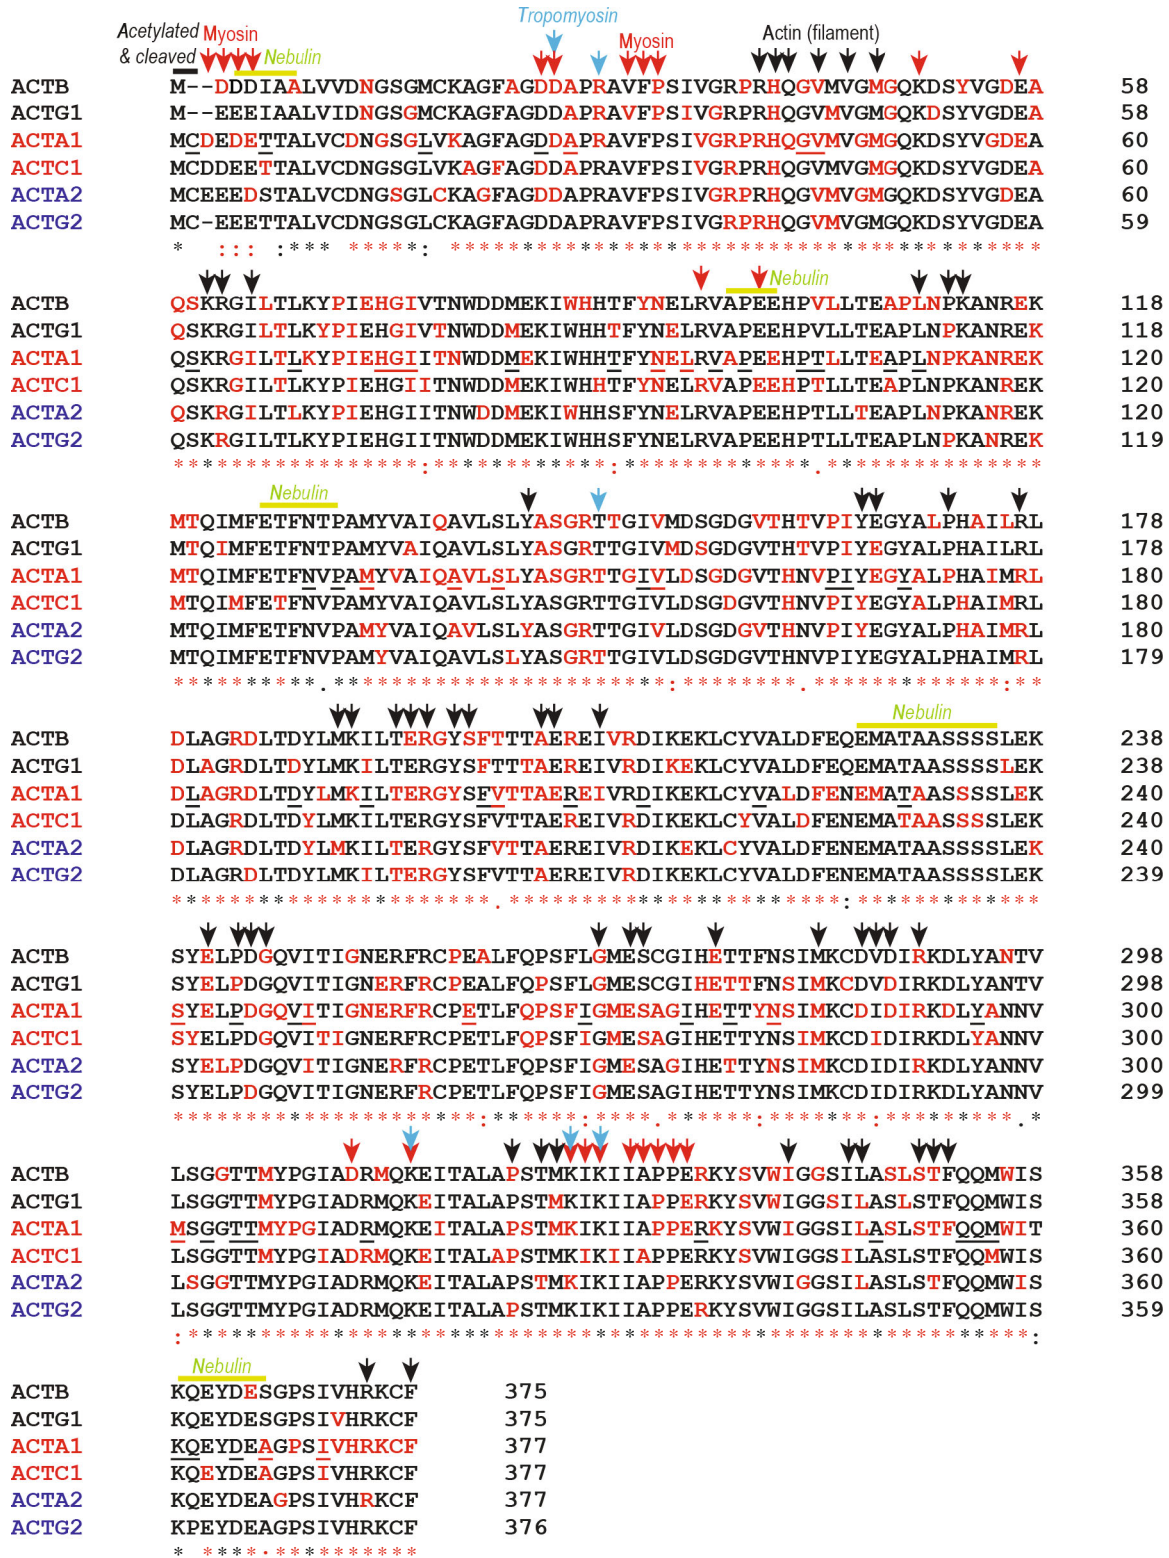 Tropomyosin
Acetylated & cleaved Myosin Nebulin Myosin Actin (filament)
ACTB M--DDDIAALVVDNGSGMCKAGFAGDDAPRAVFPSIVGRPRHQGVMVGMGQKDSYVGDEA 58
ACTG1 M--EEEIAALVIDNGSGMCKAGFAGDDAPRAVFPSIVGRPRHQGVMVGMGQKDSYVGDEA 58
ACTA1 MCDEDETTALVCDNGSGLVKAGFAGDDAPRAVFPSIVGRPRHQGVMVGMGQKDSYVGDEA 60
ACTC1 MCDDEETTALVCDNGSGLVKAGFAGDDAPRAVFPSIVGRPRHQGVMVGMGQKDSYVGDEA 60
ACTA2 MCEEEDSTALVCDNGSGLCKAGFAGDDAPRAVFPSIVGRPRHQGVMVGMGQKDSYVGDEA 60
ACTG2 MC-EEETTALVCDNGSGLCKAGFAGDDAPRAVFPSIVGRPRHQGVMVGMGQKDSYVGDEA 59
*  ::: :*** *****: *****************************************
Nebulin
ACTB QSKRGILTLKYPIEHGIVTNWDDMEKIWHHTFYNELRVAPEEHPVLLTEAPLNPKANREK 118
ACTG1 QSKRGILTLKYPIEHGIVTNWDDMEKIWHHTFYNELRVAPEEHPVLLTEAPLNPKANREK 118
ACTA1 QSKRGILTLKYPIEHGIITNWDDMEKIWHHTFYNELRVAPEEHPTLLTEAPLNPKANREK 120
ACTC1 QSKRGILTLKYPIEHGIITNWDDMEKIWHHTFYNELRVAPEEHPTLLTEAPLNPKANREK 120
ACTA2 QSKRGILTLKYPIEHGIITNWDDMEKIWHHSFYNELRVAPEEHPTLLTEAPLNPKANREK 120
ACTG2 QSKRGILTLKYPIEHGIITNWDDMEKIWHHSFYNELRVAPEEHPTLLTEAPLNPKANREK 119
*****************:************:*************.***************
Nebulin
ACTB MTQIMFETFNTPAMYVAIQAVLSLYASGRTTGIVMDSGDGVTHTVPIYEGYALPHAILRL 178
ACTG1 MTQIMFETFNTPAMYVAIQAVLSLYASGRTTGIVMDSGDGVTHTVPIYEGYALPHAILRL 178
ACTA1 MTQIMFETFNVPAMYVAIQAVLSLYASGRTTGIVLDSGDGVTHNVPIYEGYALPHAIMRL 180
ACTC1 MTQIMFETFNVPAMYVAIQAVLSLYASGRTTGIVLDSGDGVTHNVPIYEGYALPHAIMRL 180
ACTA2 MTQIMFETFNVPAMYVAIQAVLSLYASGRTTGIVLDSGDGVTHNVPIYEGYALPHAIMRL 180
ACTG2 MTQIMFETFNVPAMYVAIQAVLSLYASGRTTGIVLDSGDGVTHNVPIYEGYALPHAIMRL 179
**********.***********************:********.*************:**
Nebulin
ACTB DLAGRDLTDYLMKILTERGYSFTTTAEREIVRDIKEKLCYVALDFEQEMATAASSSSLEK 238
ACTG1 DLAGRDLTDYLMKILTERGYSFTTTAEREIVRDIKEKLCYVALDFEQEMATAASSSSLEK 238
ACTA1 DLAGRDLTDYLMKILTERGYSFVTTAEREIVRDIKEKLCYVALDFENEMATAASSSSLEK 240
ACTC1 DLAGRDLTDYLMKILTERGYSFVTTAEREIVRDIKEKLCYVALDFENEMATAASSSSLEK 240
ACTA2 DLAGRDLTDYLMKILTERGYSFVTTAEREIVRDIKEKLCYVALDFENEMATAASSSSLEK 240
ACTG2 DLAGRDLTDYLMKILTERGYSFVTTAEREIVRDIKEKLCYVALDFENEMATAASSSSLEK 239
**********************.***********************:*************
ACTB SYELPDGQVITIGNERFRCPEALFQPSFLGMESCGIHETTFNSIMKCDVDIRKDLYANTV 298
ACTG1 SYELPDGQVITIGNERFRCPEALFQPSFLGMESCGIHETTFNSIMKCDVDIRKDLYANTV 298
ACTA1 SYELPDGQVITIGNERFRCPETLFQPSFIGMESAGIHETTYNSIMKCDIDIRKDLYANNV 300
ACTC1 SYELPDGQVITIGNERFRCPETLFQPSFIGMESAGIHETTYNSIMKCDIDIRKDLYANNV 300
ACTA2 SYELPDGQVITIGNERFRCPETLFQPSFIGMESAGIHETTYNSIMKCDIDIRKDLYANNV 300
ACTG2 SYELPDGQVITIGNERFRCPETLFQPSFIGMESAGIHETTYNSIMKCDIDIRKDLYANNV 299
*********************:******:****.******:*******:*********.*
ACTB LSGGTTMYPGIADRMQKEITALAPSTMKIKIIAPPERKYSVWIGGSILASLSTFQQMWIS 358
ACTG1 LSGGTTMYPGIADRMQKEITALAPSTMKIKIIAPPERKYSVWIGGSILASLSTFQQMWIS 358
ACTA1 MSGGTTMYPGIADRMQKEITALAPSTMKIKIIAPPERKYSVWIGGSILASLSTFQQMWIT 360
ACTC1 LSGGTTMYPGIADRMQKEITALAPSTMKIKIIAPPERKYSVWIGGSILASLSTFQQMWIS 360
ACTA2 LSGGTTMYPGIADRMQKEITALAPSTMKIKIIAPPERKYSVWIGGSILASLSTFQQMWIS 360
ACTG2 LSGGTTMYPGIADRMQKEITALAPSTMKIKIIAPPERKYSVWIGGSILASLSTFQQMWIS 359
:**********************************************************:
Nebulin
ACTB KQEYDESGPSIVHRKCF 375
ACTG1 KQEYDESGPSIVHRKCF 375
ACTA1 KQEYDEAGPSIVHRKCF 377
ACTC1 KQEYDEAGPSIVHRKCF 377
ACTA2 KQEYDEAGPSIVHRKCF 377
ACTG2 KPEYDEAGPSIVHRKCF 376
* ****.**********